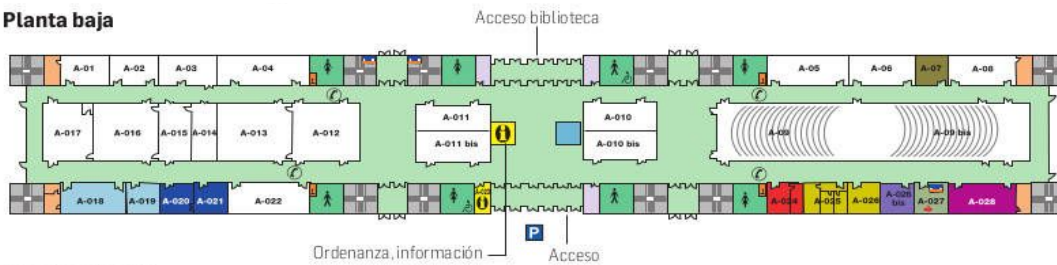 Planta baja
Acceso biblioteca
A-01 A-02 A-03 A-04 A-05 A-06 A-07 A-08
A-017 A-016 A-015 A-014 A-013 A-012 A-011 A-010 A-09 A-09 bis
A-011 bis A-010 bis
A-018 A-019 A-020 A-021 A-022 A-024 A-025 A-026 A-026 bis A-027 A-028
P
Ordenanza, información Acceso